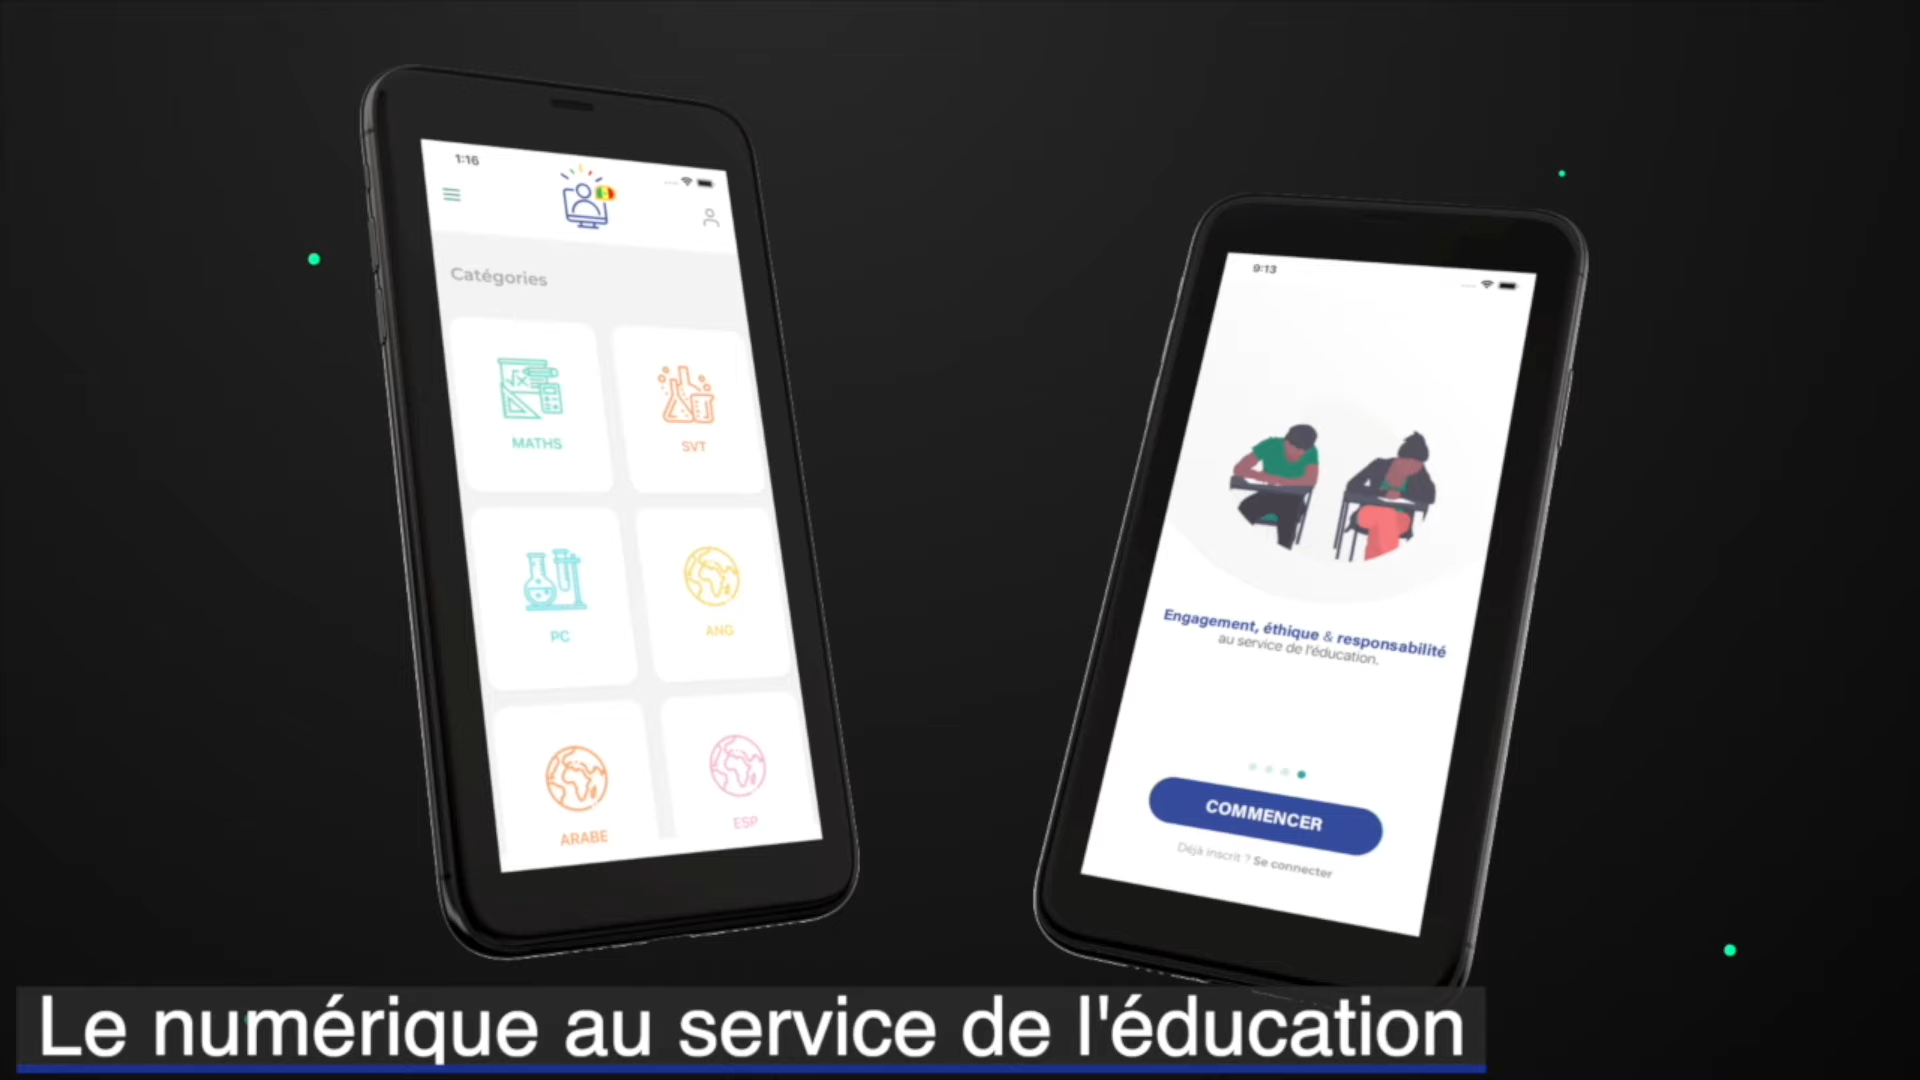 1:16
Catégories
MATHS
SVT
PC
ANG
ARABE
ESP
9:13
Engagement, éthique & responsabilité
au service de l'éducation.
COMMENCER
Déjà inscrit ? Se connecter
Le numérique au service de l'éducation